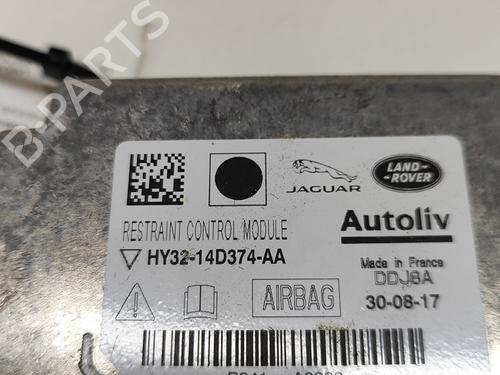 JAGUAR
LAND-
ROVER
RESTRAINT CONTROL MODULE
Autoliv
HY32-14D374-AA
Made in France
DDJ8A
AIRBAG
30-08-17
B-Parts